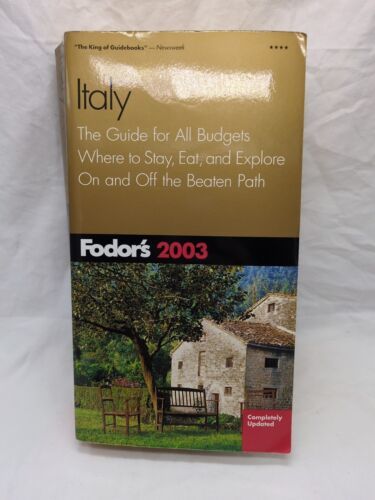 "The King of Guidebooks" — Newsweek ★★★★
Italy
The Guide for All Budgets
Where to Stay, Eat, and Explore
On and Off the Beaten Path
Fodor's 2003
Completely
Updated